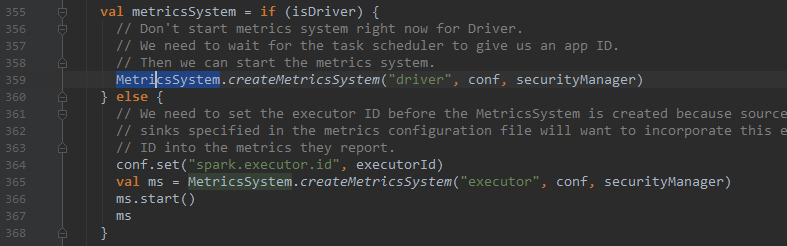 355 val metricsSystem = if (isDriver) {
356 // Don't start metrics system right now for Driver.
357 // We need to wait for the task scheduler to give us an app ID.
358 // Then we can start the metrics system.
359 MetricsSystem.createMetricsSystem("driver", conf, securityManager)
360 } else {
361 // We need to set the executor ID before the MetricsSystem is created because source
362 // sinks specified in the metrics configuration file will want to incorporate this e
363 // ID into the metrics they report.
364 conf.set("spark.executor.id", executorId)
365 val ms = MetricsSystem.createMetricsSystem("executor", conf, securityManager)
366 ms.start()
367 ms
368 }